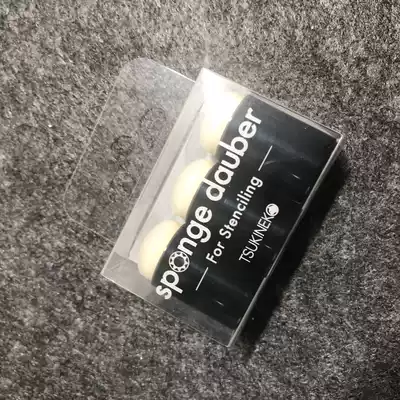 sponge dauber
For Stenciling
TSUKINEKO